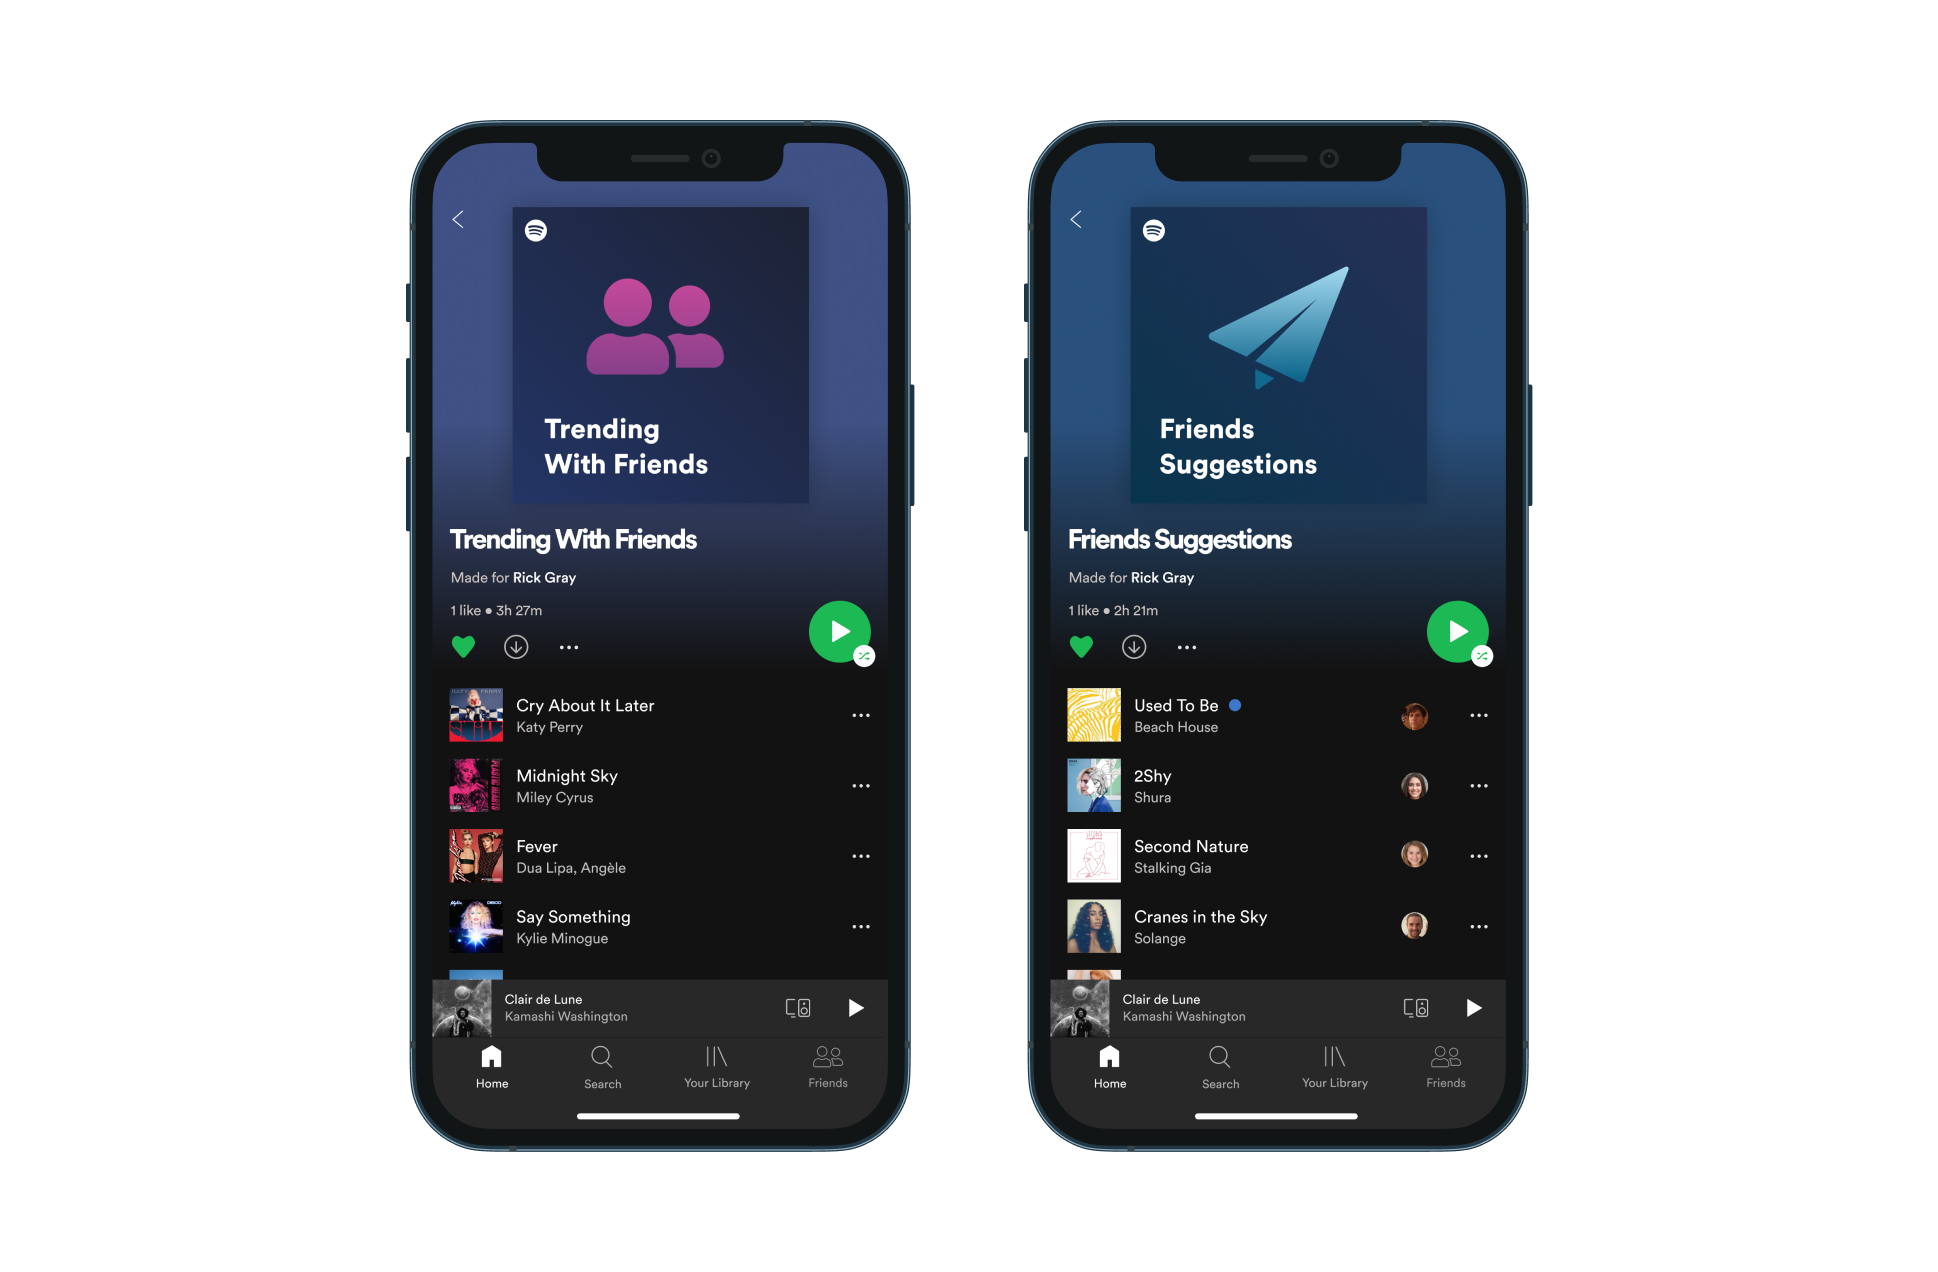 Trending
With Friends
Trending With Friends
Made for Rick Gray
1 like • 3h 27m
KATY PERRY
Cry About It Later
Katy Perry
Midnight Sky
Miley Cyrus
Fever
Dua Lipa, Angèle
DISCO
Say Something
Kylie Minogue
Clair de Lune
Kamashi Washington
Home
Search
Your Library
Friends
Friends
Suggestions
Friends Suggestions
Made for Rick Gray
1 like • 2h 21m
Used To Be
Beach House
2Shy
Shura
Second Nature
Stalking Gia
Cranes in the Sky
Solange
Clair de Lune
Kamashi Washington
Home
Search
Your Library
Friends